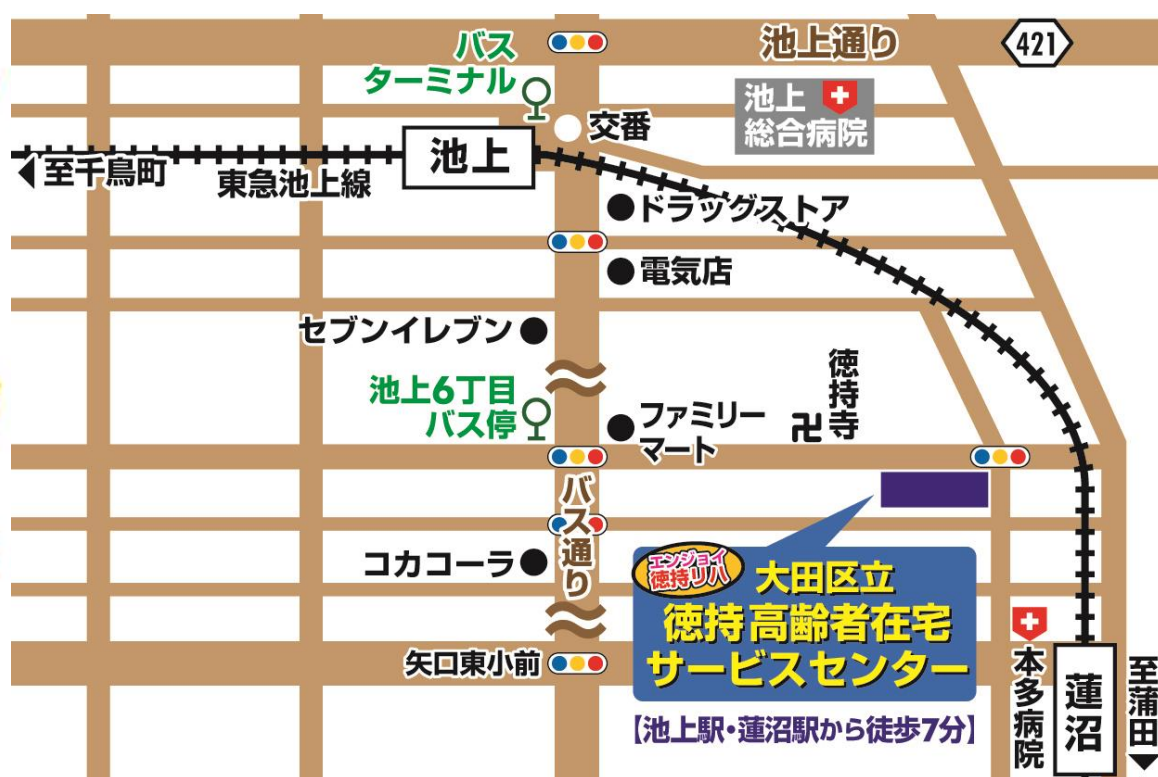 池上通り
421
バス
ターミナル
交番
池上
総合病院
池上
至千鳥町
東急池上線
ドラッグストア
電気店
セブンイレブン
池上6丁目
バス停
ファミリー
マート
卍徳持寺
バス通り
コカコーラ
エンジョイ
徳持リハ
大田区立
徳持高齢者在宅
サービスセンター
矢口東小前
【池上駅・蓮沼駅から徒歩7分】
本多病院
蓮沼
至蒲田